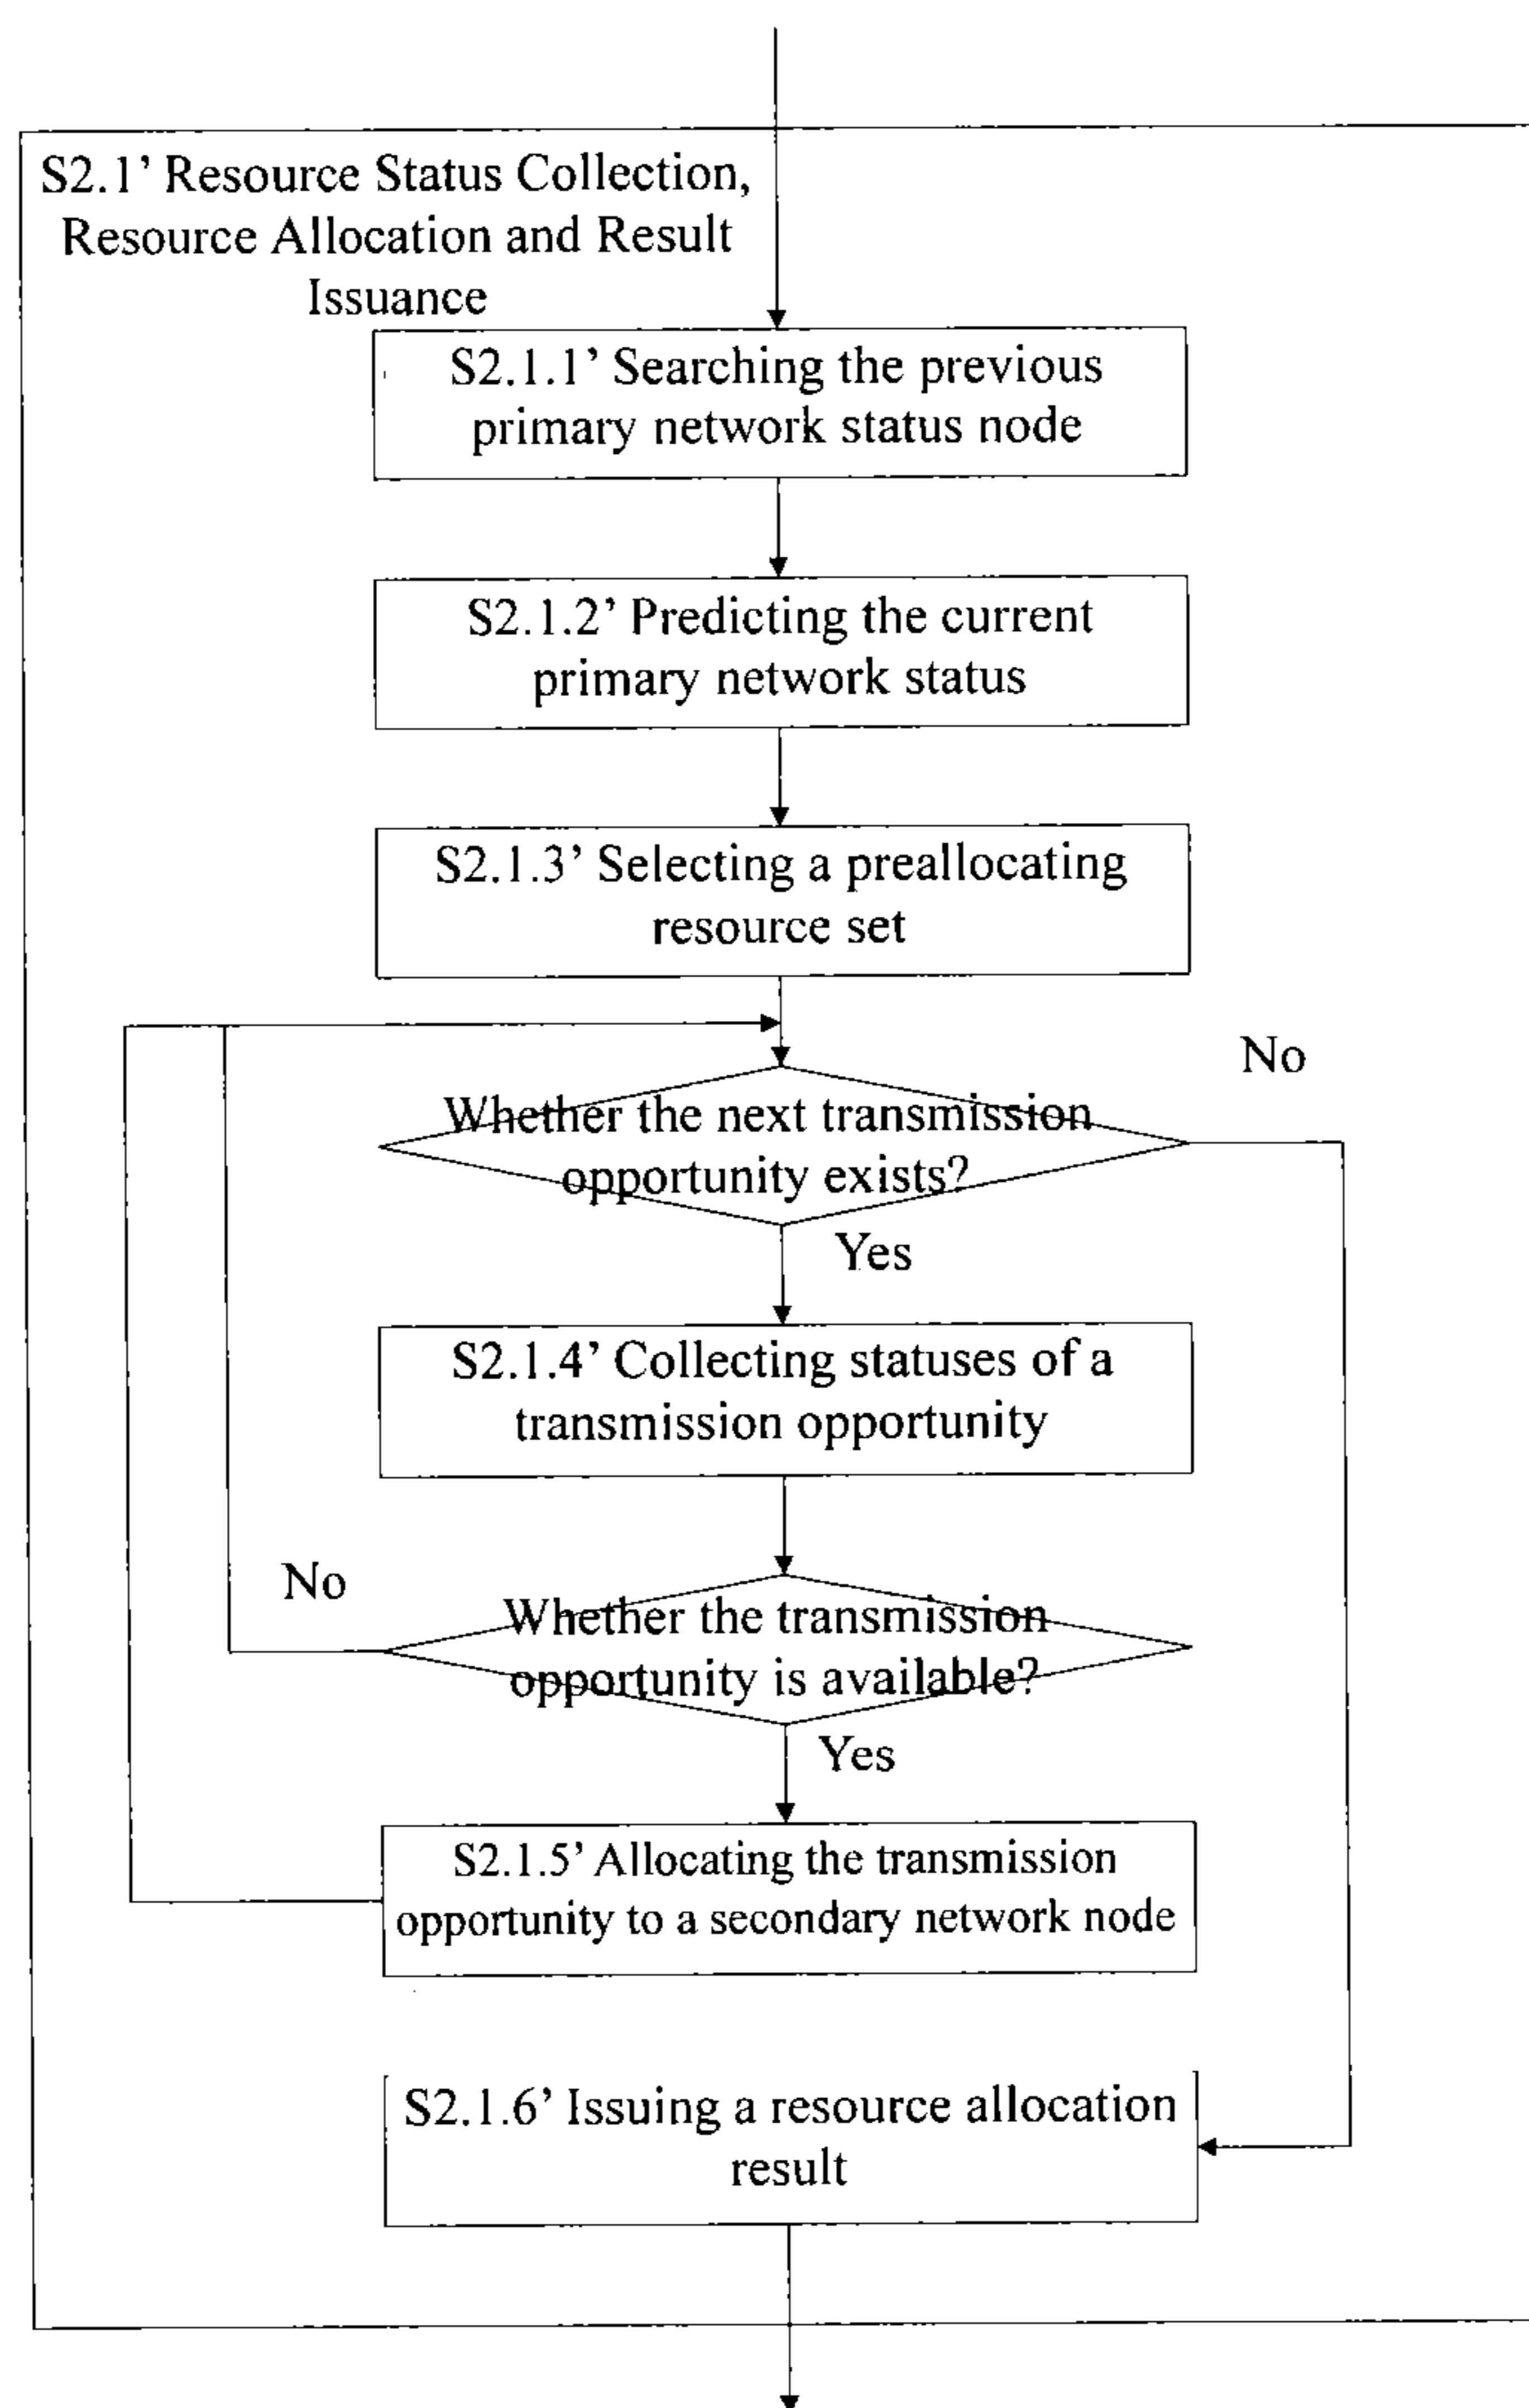 S2.1’ Resource Status Collection,
Resource Allocation and Result
Issuance
S2.1.1’ Searching the previous
primary network status node
S2.1.2’ Predicting the current
primary network status
S2.1.3’ Selecting a preallocating
resource set
No
Whether the next transmission
opportunity exists?
Yes
S2.1.4’ Collecting statuses of a
transmission opportunity
No
Whether the transmission
opportunity is available?
Yes
S2.1.5’ Allocating the transmission
opportunity to a secondary network node
S2.1.6’ Issuing a resource allocation
result